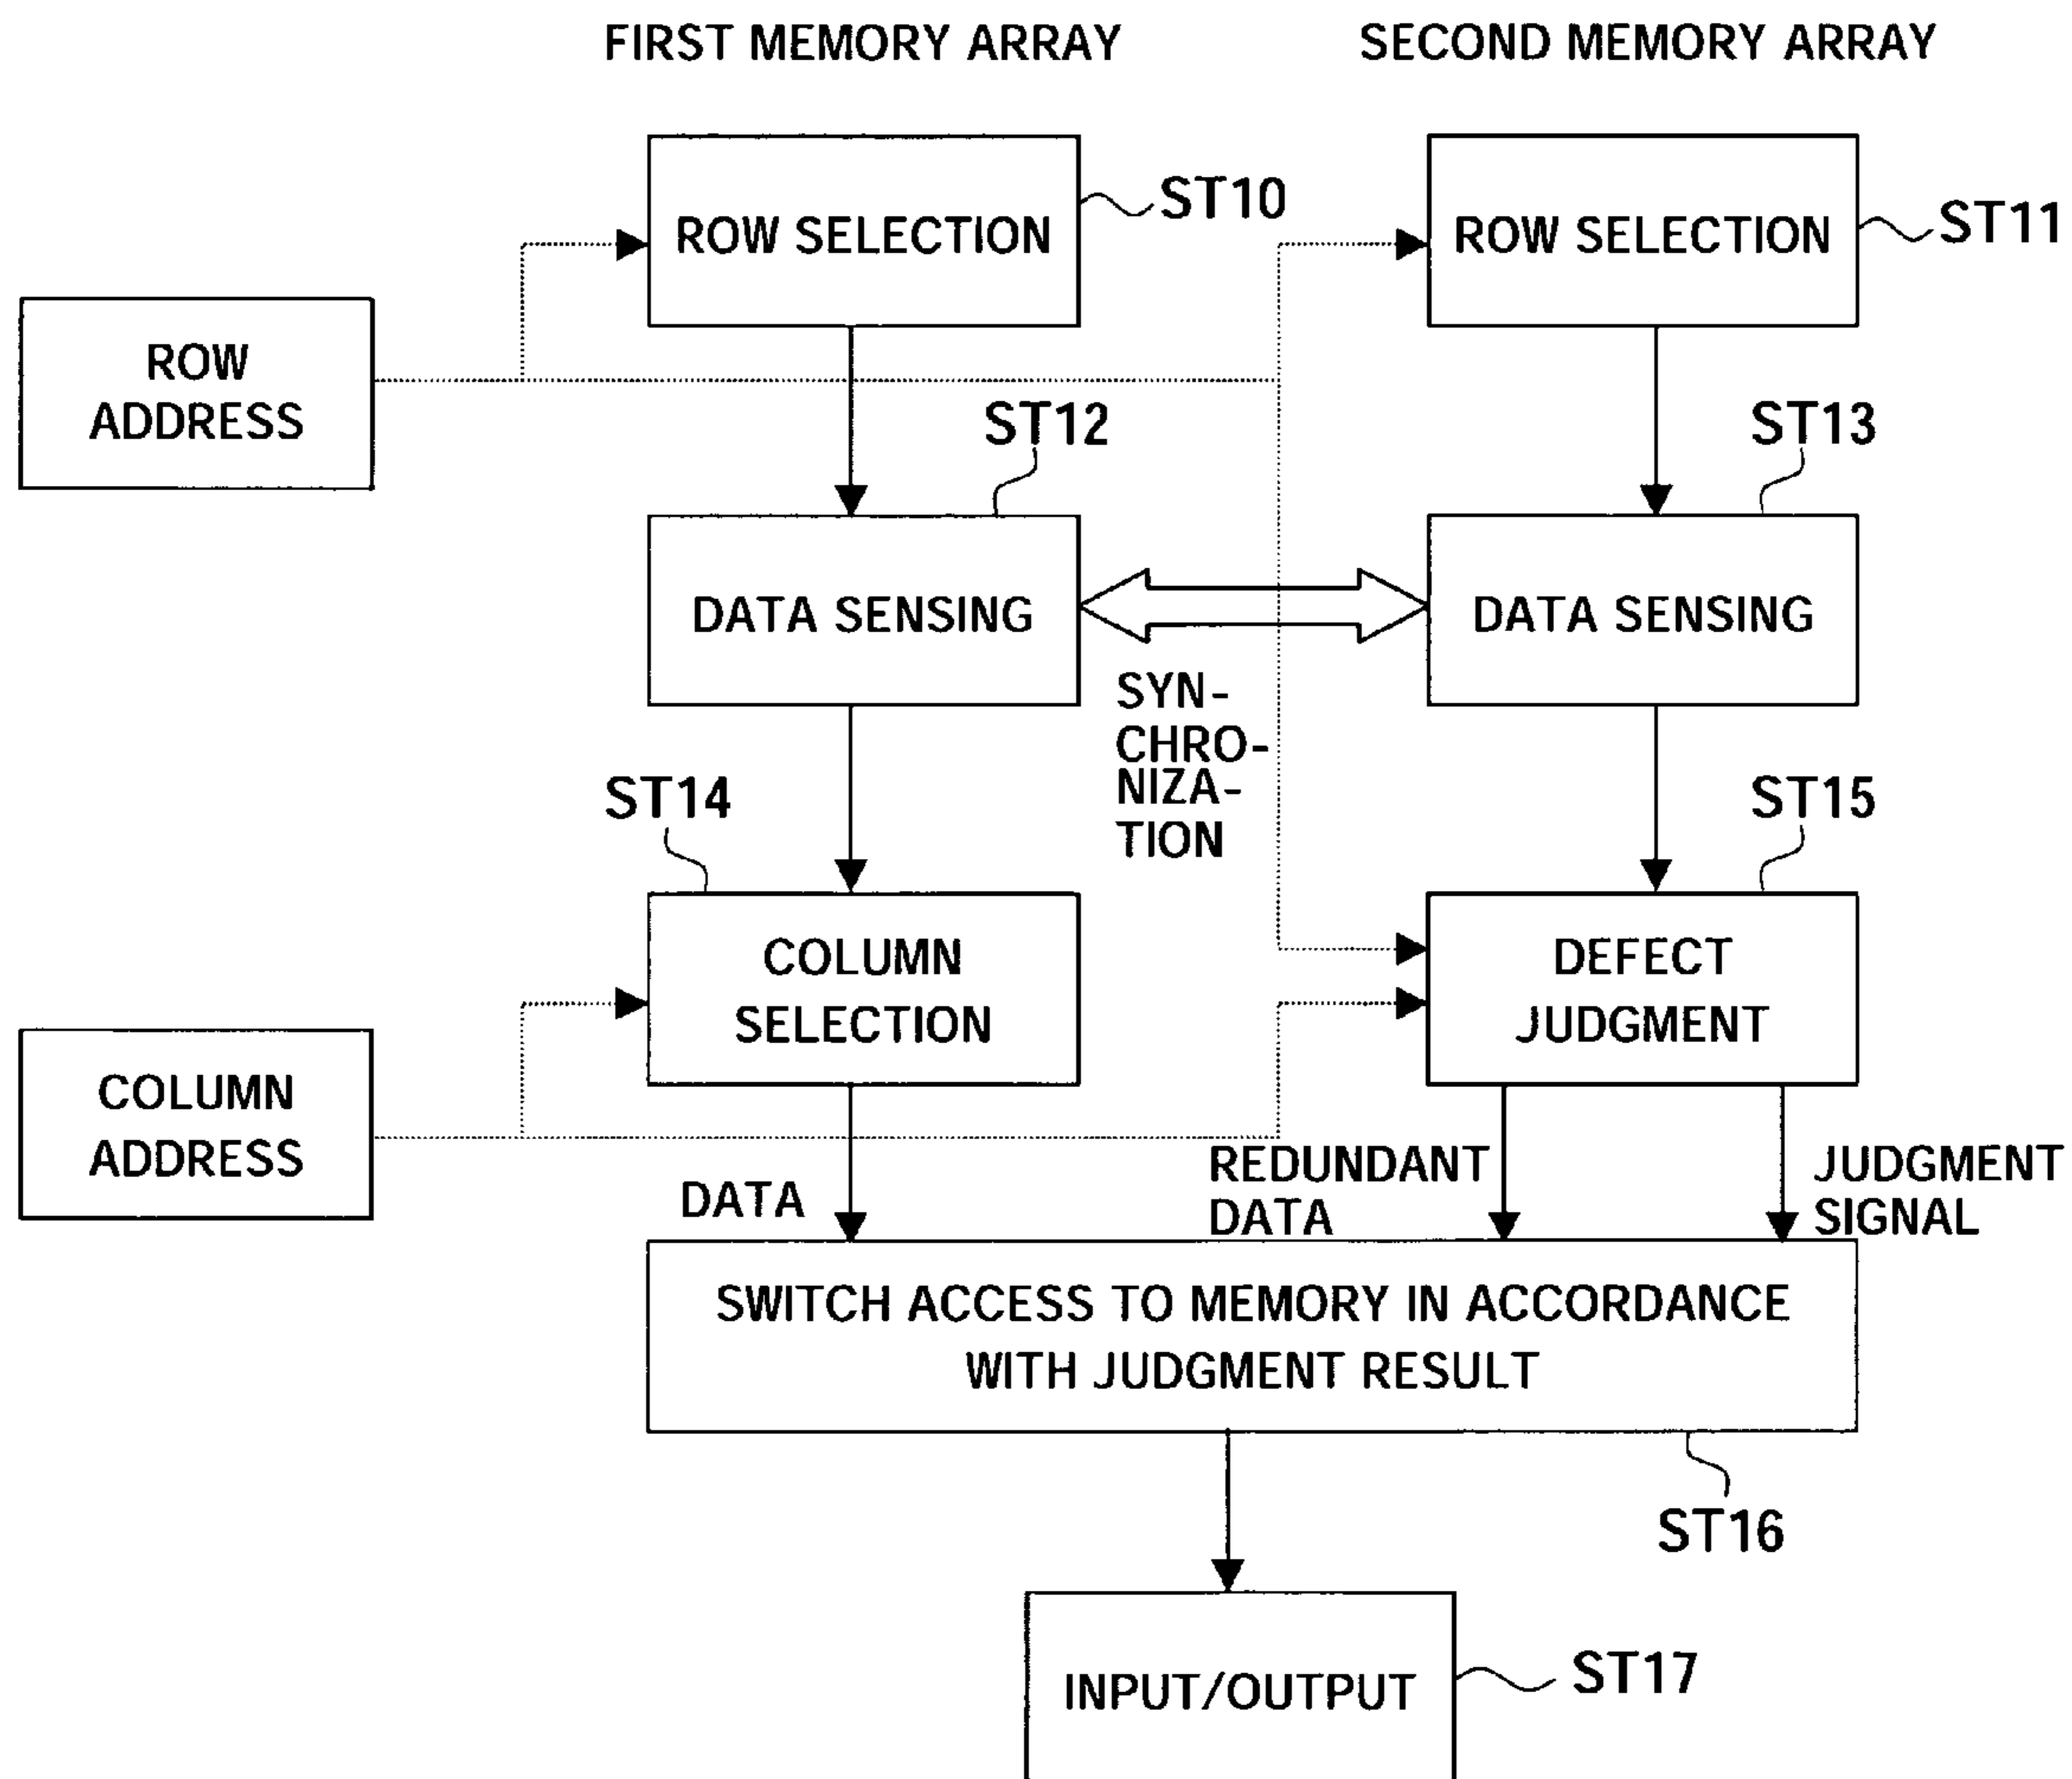 FIRST MEMORY ARRAY
SECOND MEMORY ARRAY
ROW SELECTION
ST10
ROW SELECTION
ST11
ROW
ADDRESS
ST12
ST13
DATA SENSING
DATA SENSING
SYN-
CHRO-
NIZA-
TION
ST14
ST15
COLUMN
SELECTION
DEFECT
JUDGMENT
COLUMN
ADDRESS
DATA
REDUNDANT
DATA
JUDGMENT
SIGNAL
SWITCH ACCESS TO MEMORY IN ACCORDANCE
WITH JUDGMENT RESULT
ST16
INPUT/OUTPUT
ST17